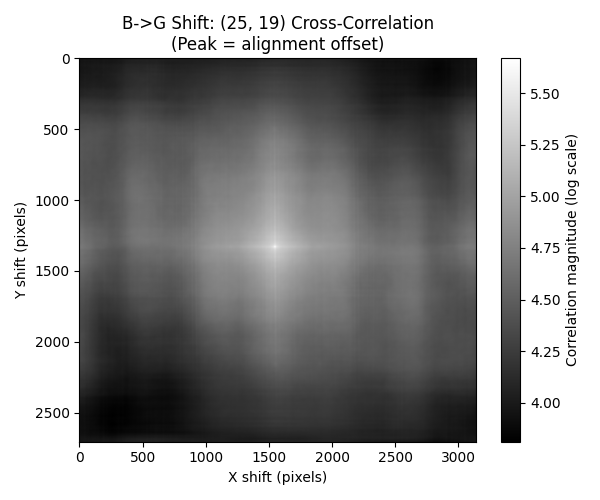 B->G Shift: (25, 19) Cross-Correlation
(Peak = alignment offset)
0
500
1000
1500
2000
2500
Y shift (pixels)
0 500 1000 1500 2000 2500 3000
X shift (pixels)
5.50
5.25
5.00
4.75
4.50
4.25
4.00
Correlation magnitude (log scale)